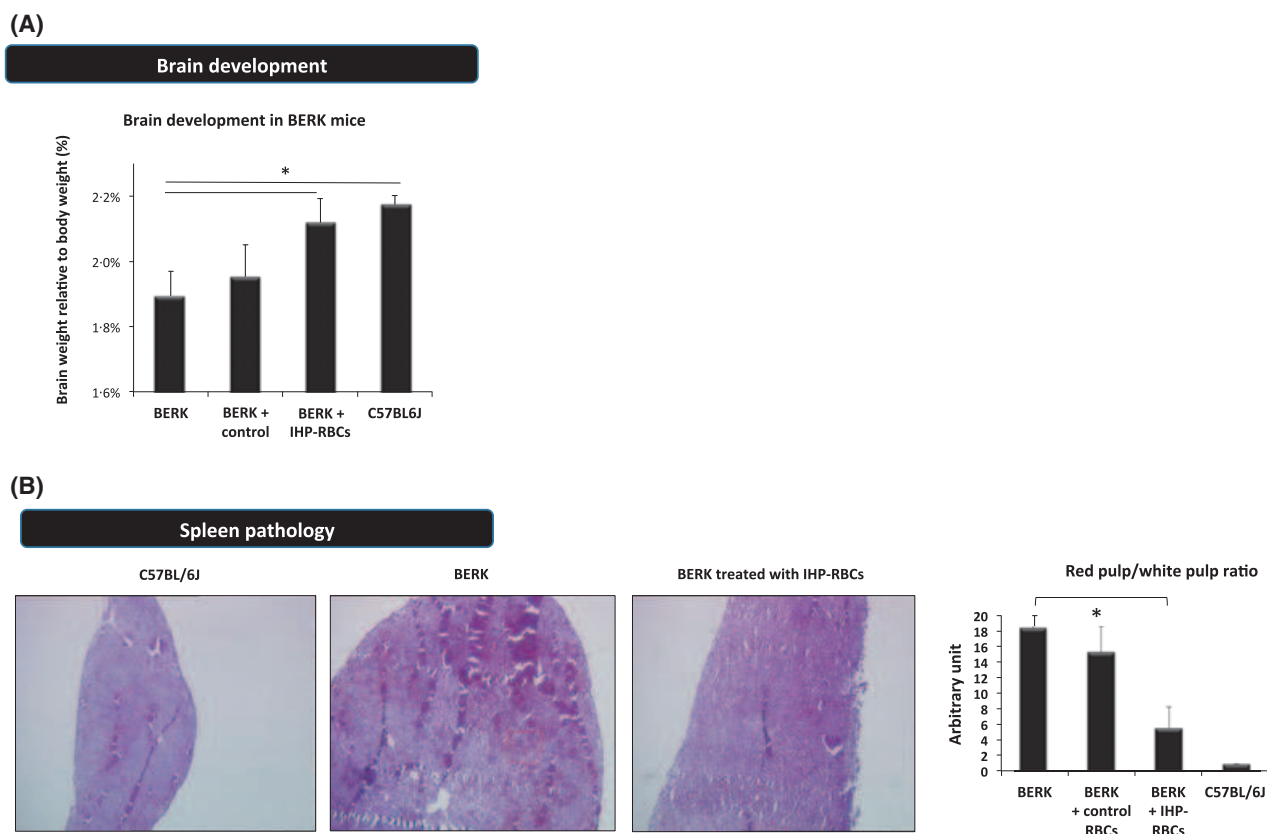 (A)
Brain development
Brain development in BERK mice
Brain weight relative to body weight (%)
*
2·2%
2·0%
1·8%
1·6%
BERK
BERK +
control
BERK +
IHP-RBCs
C57BL6J
(B)
Spleen pathology
C57BL/6J
BERK
BERK treated with IHP-RBCs
Red pulp/white pulp ratio
*
Arbitrary unit
20
18
16
14
12
10
8
6
4
2
0
BERK
BERK
+ control
RBCs
BERK
+ IHP-
RBCs
C57BL/6J